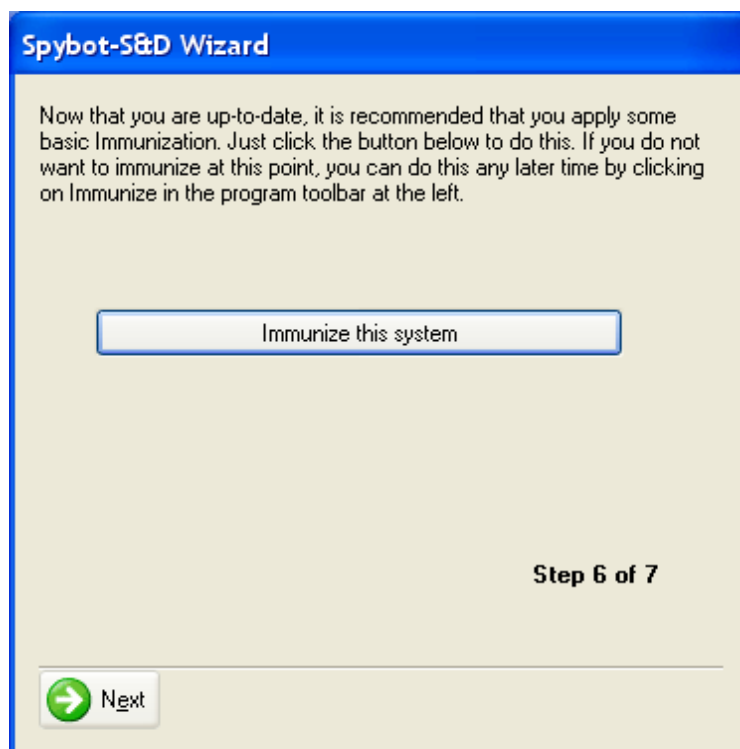 Spybot-S&D Wizard
Now that you are up-to-date, it is recommended that you apply some
basic Immunization. Just click the button below to do this. If you do not
want to immunize at this point, you can do this any later time by clicking
on Immunize in the program toolbar at the left.
Immunize this system
Step 6 of 7
Next